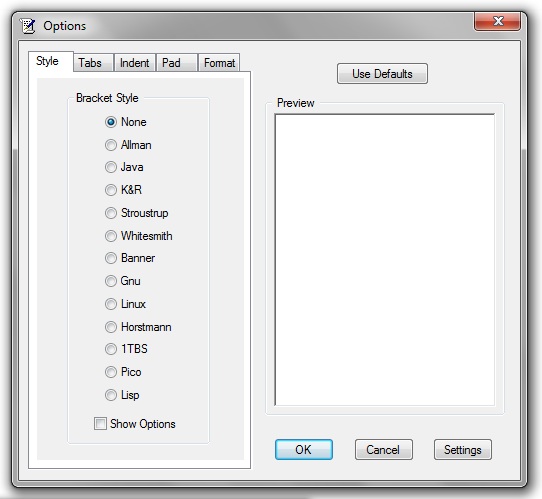 Options
Style Tabs Indent Pad Format
Use Defaults
Bracket Style
None
Allman
Java
K&R
Stroustrup
Whitesmith
Banner
Gnu
Linux
Horstmann
1TBS
Pico
Lisp
Show Options
Preview
OK Cancel Settings